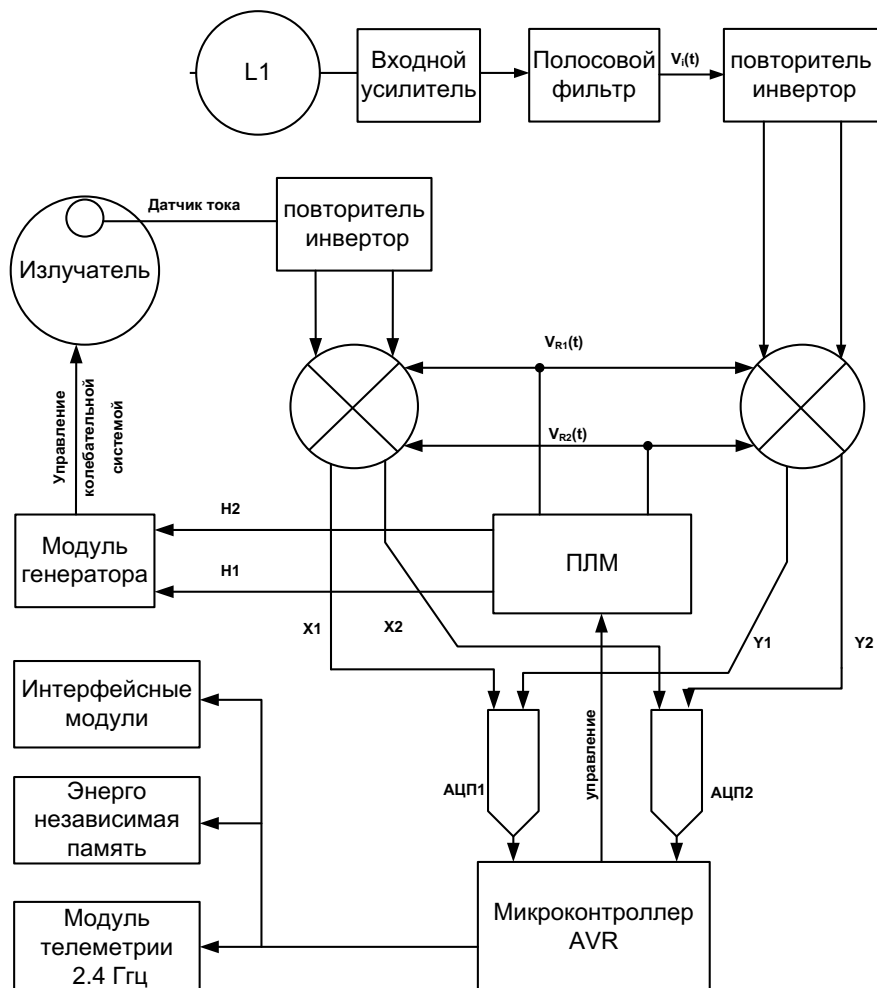 L1
Входной
усилитель
Полосовой
фильтр
Vi(t)
повторитель
инвертор
Датчик тока
повторитель
инвертор
Излучатель
VR1(t)
VR2(t)
Управление
колебательной
системой
Модуль
генератора
H2
H1
ПЛМ
X1
X2
Y1
Y2
Интерфейсные
модули
АЦП1
управление
АЦП2
Энерго
независимая
память
Микроконтроллер
AVR
Модуль
телеметрии
2.4 Ггц